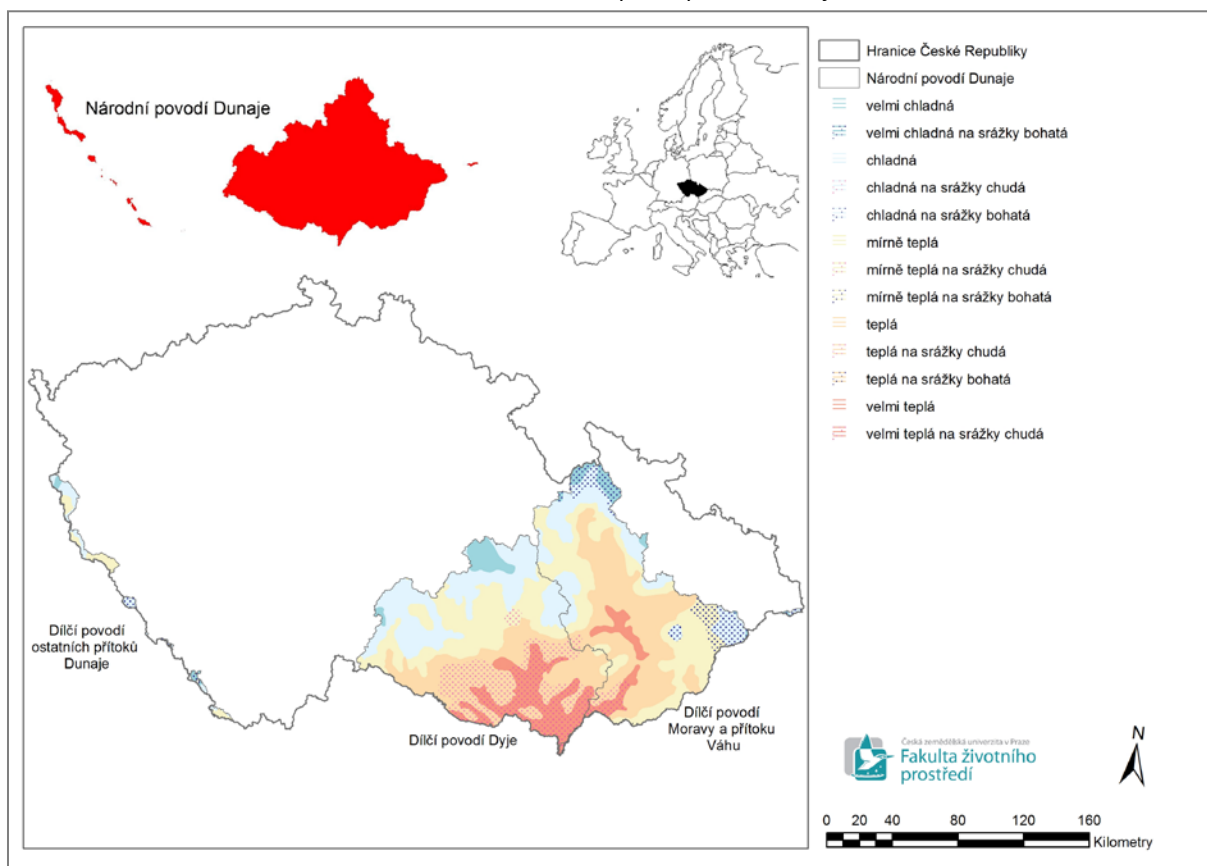 Národní povodí Dunaje
Hranice České Republiky
Národní povodí Dunaje
velmi chladná
velmi chladná na srážky bohatá
chladná
chladná na srážky chudá
chladná na srážky bohatá
mírně teplá
mírně teplá na srážky chudá
mírně teplá na srážky bohatá
teplá
teplá na srážky chudá
teplá na srážky bohatá
velmi teplá
velmi teplá na srážky chudá
Dílčí povodí
ostatních přítoků
Dunaje
Dílčí povodí Dyje
Dílčí povodí
Moravy a přítoku
Váhu
Česká zemědělská univerzita v Praze
Fakulta životního
prostředí
N
0 20 40 80 120 160
Kilometry